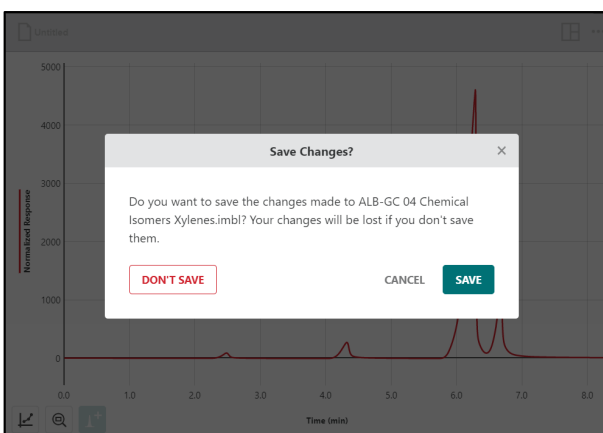 Untitled
5000
4000
Save Changes?
3000
Do you want to save the changes made to ALB-GC 04 Chemical
Isomers Xylenes.imbl? Your changes will be lost if you don't save
them.
Normalized Response
2000
DON'T SAVE CANCEL SAVE
1000
0
0.0 1.0 2.0 3.0 4.0 5.0 6.0 7.0 8.0
Time (min)